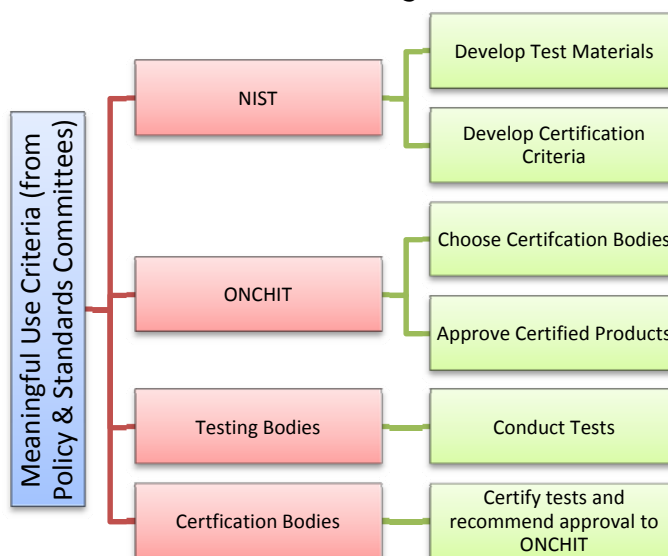 Meaningful Use Criteria (from
Policy & Standards Committees)
NIST
Develop Test Materials
Develop Certification
Criteria
ONCHIT
Choose Certifcation Bodies
Approve Certified Products
Testing Bodies
Conduct Tests
Certfication Bodies
Certify tests and
recommend approval to
ONCHIT